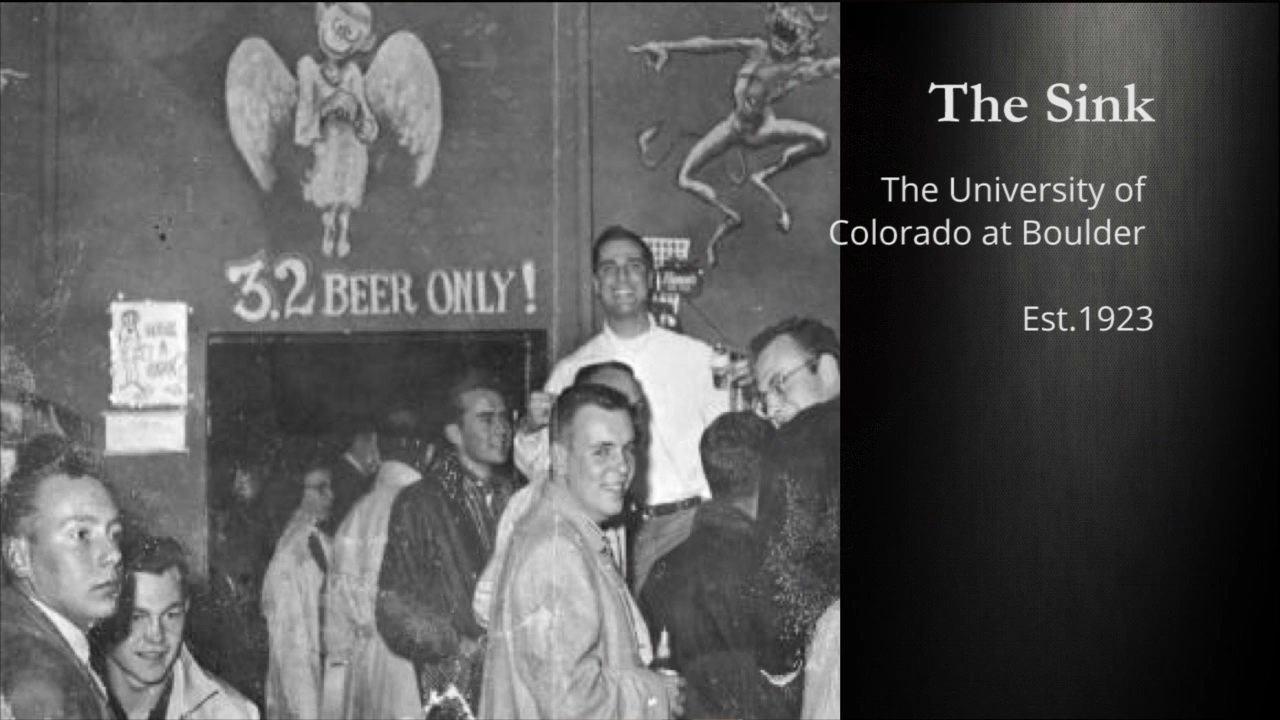 3.2 BEER ONLY!
The Sink
The University of
Colorado at Boulder
Est.1923